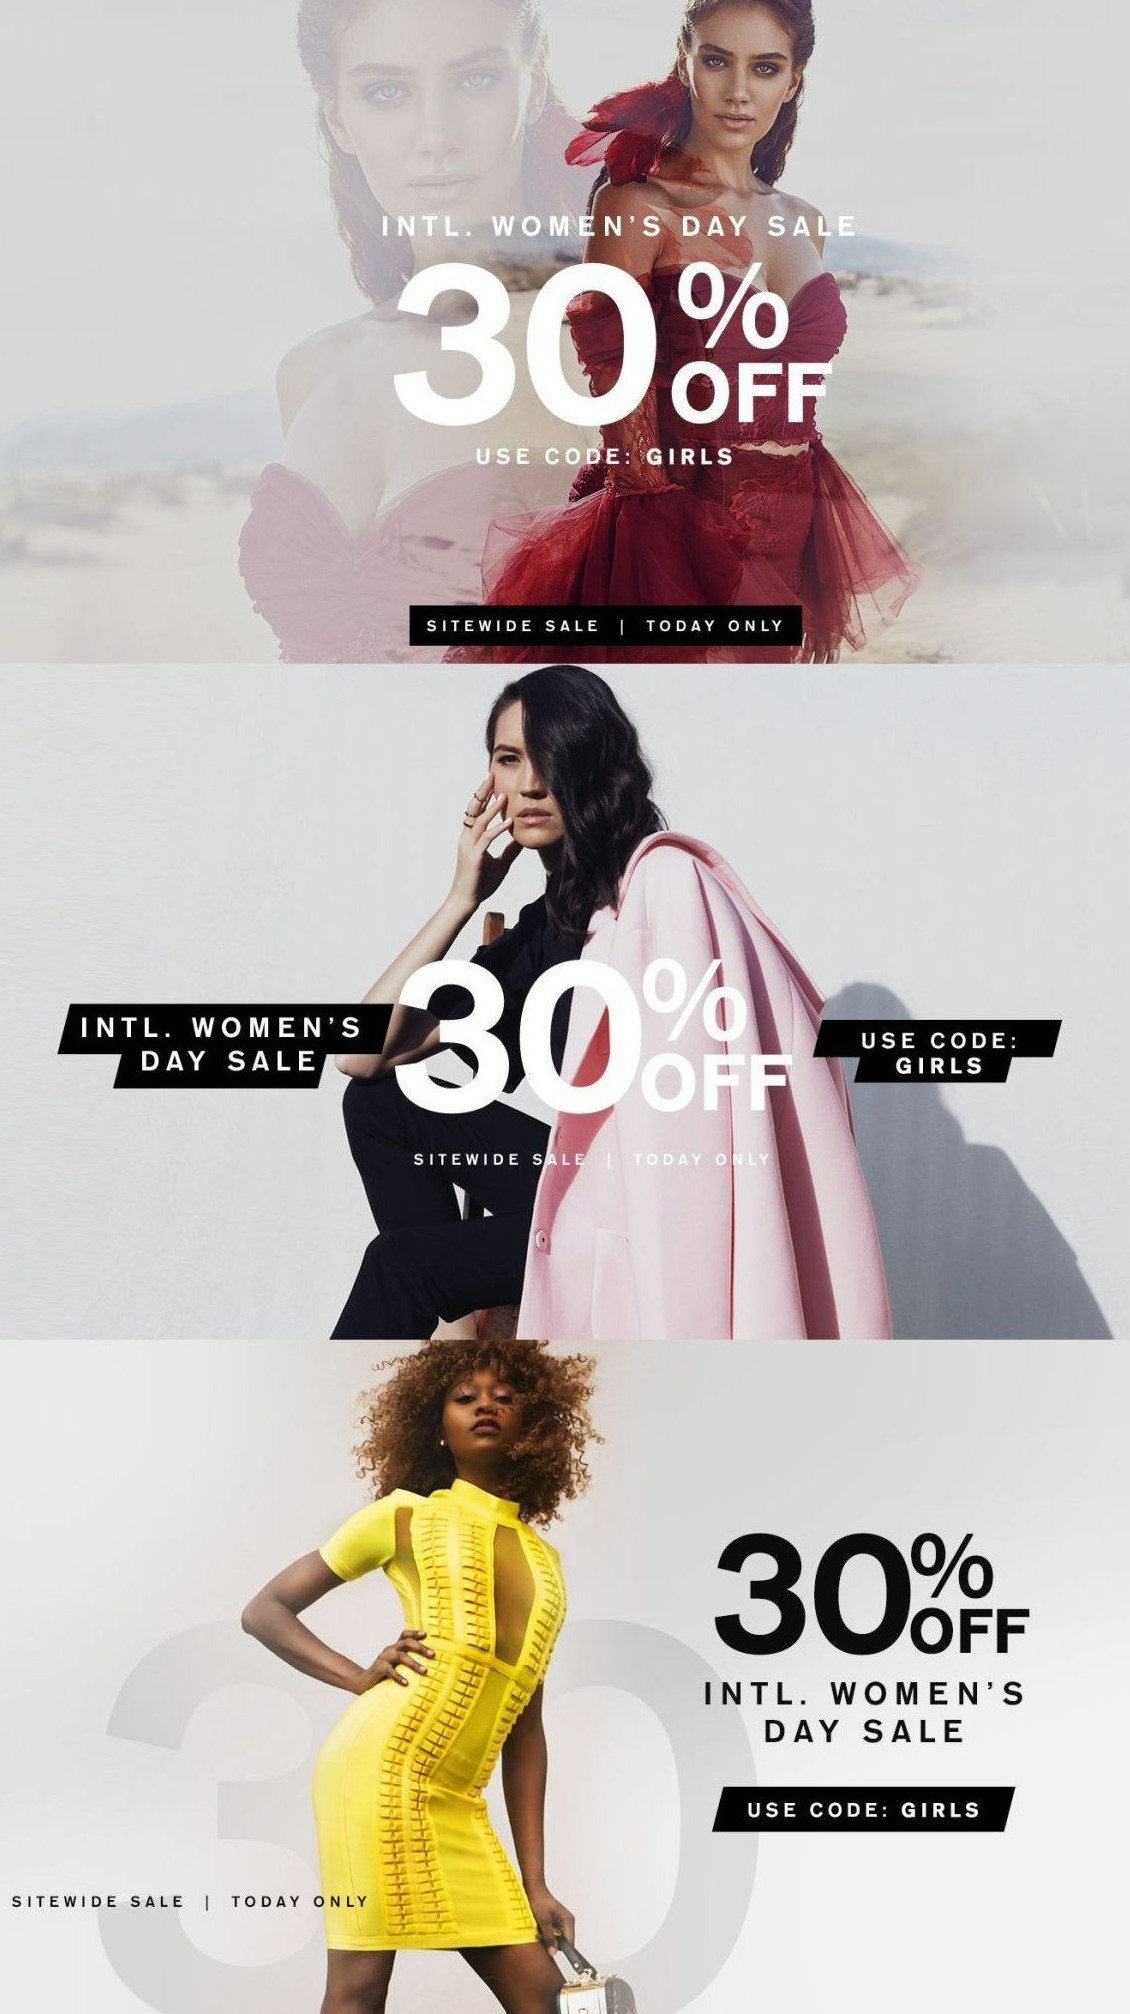 INTL. WOMEN'S DAY SALE
30%
OFF
USE CODE: GIRLS
SITEWIDE SALE | TODAY ONLY
INTL. WOMEN'S
DAY SALE
30%
OFF
USE CODE:
GIRLS
SITEWIDE SALE | TODAY ONLY
30%
OFF
INTL. WOMEN'S
DAY SALE
USE CODE: GIRLS
30
SITEWIDE SALE | TODAY ONLY